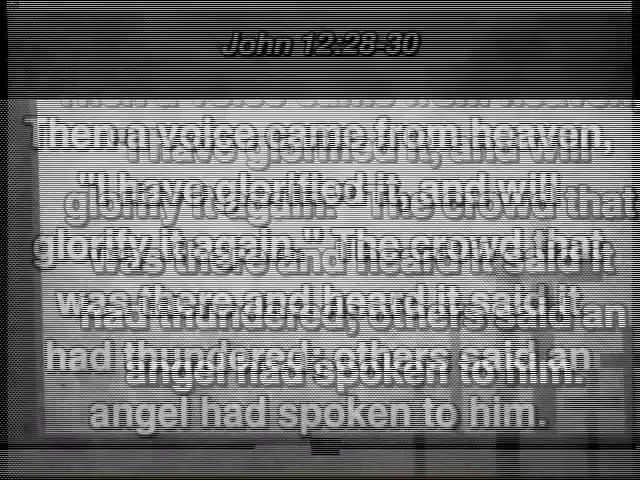 John 12:28-30
Then a voice came from heaven,
"I have glorified it, and will
glorify it again." The crowd that
was there and heard it said it
had thundered; others said an
angel had spoken to him.